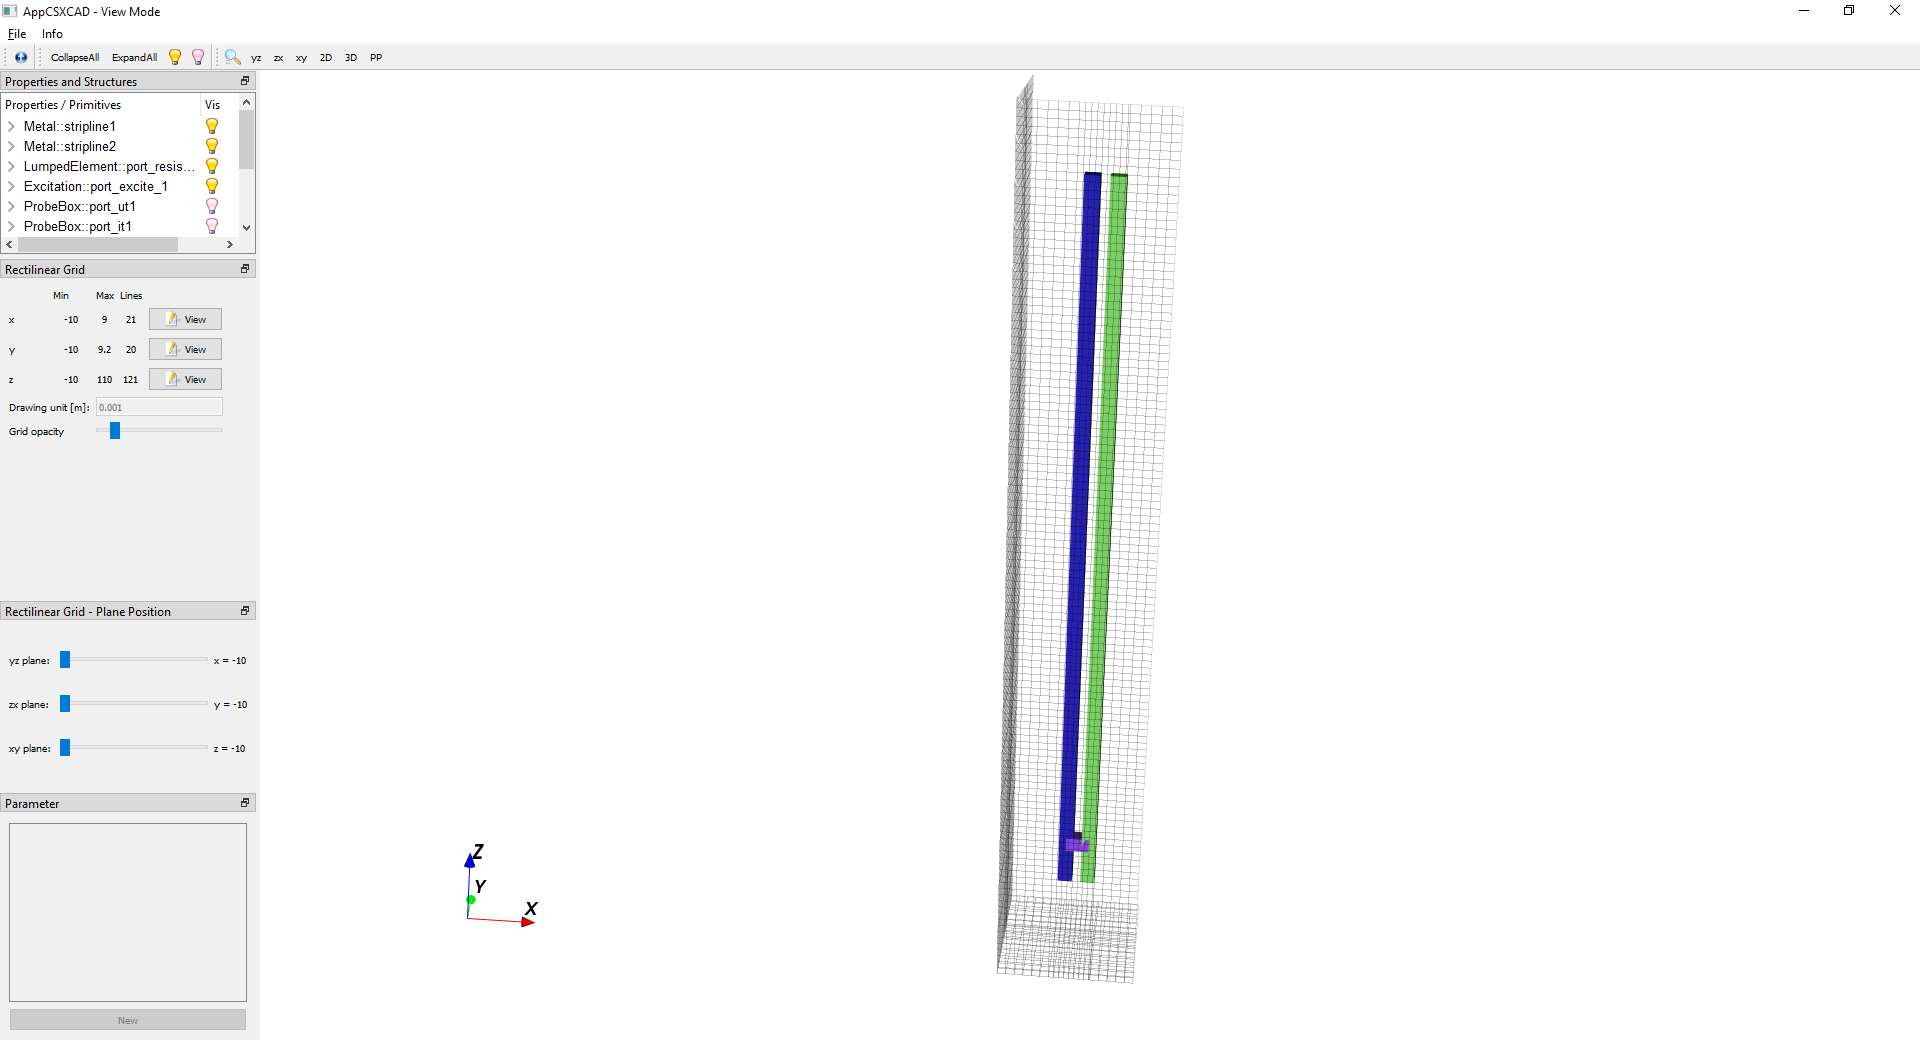 AppCSXCAD - View Mode
File Info
CollapseAll ExpandAll yz zx xy 2D 3D PP
Properties and Structures
Properties / Primitives Vis
Metal::stripline1
Metal::stripline2
LumpedElement::port_resis...
Excitation::port_excite_1
ProbeBox::port_ut1
ProbeBox::port_it1
Rectilinear Grid
Min Max Lines
x -10 9 21 View
y -10 9.2 20 View
z -10 110 121 View
Drawing unit [m]: 0.001
Grid opacity
Rectilinear Grid - Plane Position
yz plane: x = -10
zx plane: y = -10
xy plane: z = -10
Parameter
New
Z
Y
X